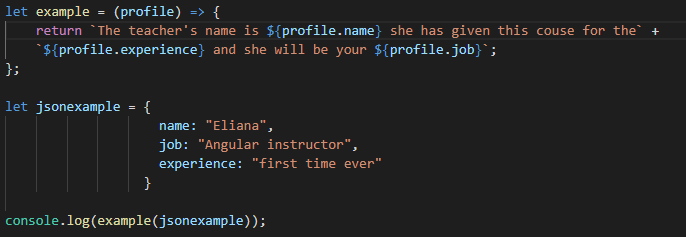 let example = (profile) => {
return `The teacher's name is ${profile.name} she has given this couse for the` +
`${profile.experience} and she will be your ${profile.job}`;
};
let jsonexample = {
name: "Eliana",
job: "Angular instructor",
experience: "first time ever"
}
console.log(example(jsonexample));